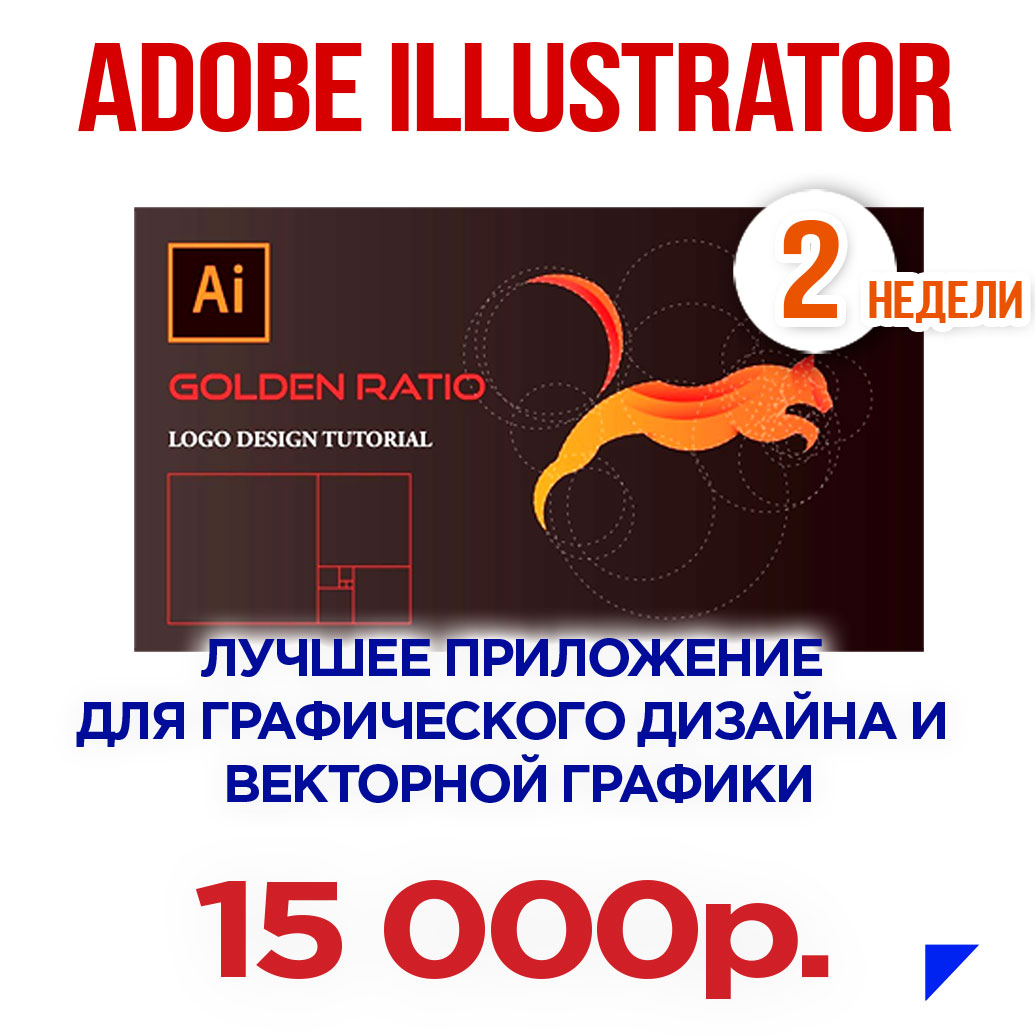 ADOBE ILLUSTRATOR
2 НЕДЕЛИ
Ai
GOLDEN RATIO
LOGO DESIGN TUTORIAL
ЛУЧШЕЕ ПРИЛОЖЕНИЕ
ДЛЯ ГРАФИЧЕСКОГО ДИЗАЙНА И
ВЕКТОРНОЙ ГРАФИКИ
15 000р.